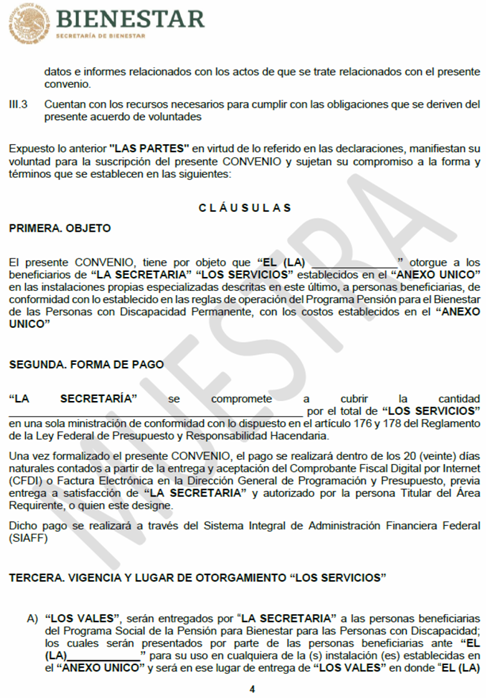 BIENESTAR
SECRETARÍA DE BIENESTAR
datos e informes relacionados con los actos de que se trate relacionados con el presente
convenio.
III.3 Cuentan con los recursos necesarios para cumplir con las obligaciones que se deriven del
presente acuerdo de voluntades
Expuesto lo anterior "LAS PARTES" en virtud de lo referido en las declaraciones, manifiestan su
voluntad para la suscripción del presente CONVENIO y sujetan su compromiso a la forma y
términos que se establecen en las siguientes:
C L Á U S U L A S
PRIMERA. OBJETO
El presente CONVENIO, tiene por objeto que "EL (LA) ____________" otorgue a los
beneficiarios de "LA SECRETARIA" "LOS SERVICIOS" establecidos en el "ANEXO UNICO"
en las instalaciones propias especializadas descritas en este último, a personas beneficiarias, de
conformidad con lo establecido en las reglas de operación del Programa Pensión para el Bienestar
de las Personas con Discapacidad Permanente, con los costos establecidos en el "ANEXO
UNICO"
SEGUNDA. FORMA DE PAGO
"LA SECRETARÍA" se compromete a cubrir la cantidad
________________________________________ por el total de "LOS SERVICIOS"
en una sola ministración de conformidad con lo dispuesto en el artículo 176 y 178 del Reglamento
de la Ley Federal de Presupuesto y Responsabilidad Hacendaria.
Una vez formalizado el presente CONVENIO, el pago se realizará dentro de los 20 (veinte) días
naturales contados a partir de la entrega y aceptación del Comprobante Fiscal Digital por Internet
(CFDI) o Factura Electrónica en la Dirección General de Programación y Presupuesto, previa
entrega a satisfacción de "LA SECRETARIA" y autorizado por la persona Titular del Área
Requirente, o quien este designe.
Dicho pago se realizará a través del Sistema Integral de Administración Financiera Federal
(SIAFF)
TERCERA. VIGENCIA Y LUGAR DE OTORGAMIENTO "LOS SERVICIOS"
A) "LOS VALES", serán entregados por "LA SECRETARIA" a las personas beneficiarias
del Programa Social de la Pensión para Bienestar para las Personas con Discapacidad;
los cuales serán presentados por parte de las personas beneficiarias ante "EL
(LA)__________" para su uso en cualquiera de la (s) instalación (es) establecidas en
el "ANEXO UNICO" y será en ese lugar de entrega de "LOS VALES" en donde "EL (LA)
4
MUESTRA